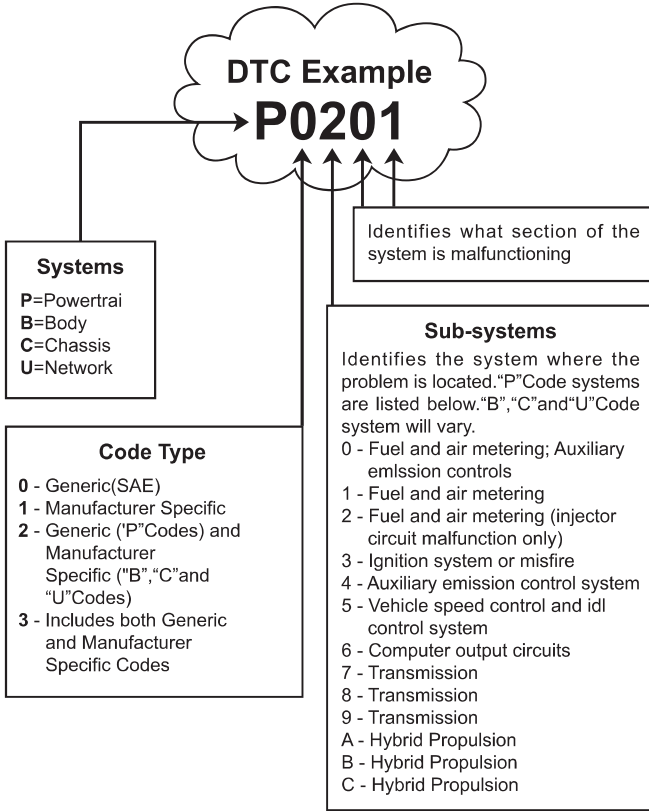 DTC Example
P0201
Identifies what section of the
system is malfunctioning
Systems
P=Powertrai
B=Body
C=Chassis
U=Network
Code Type
0 - Generic(SAE)
1 - Manufacturer Specific
2 - Generic ('P”Codes) and
Manufacturer
Specific ("B”,“C”and
“U”Codes)
3 - Includes both Generic
and Manufacturer
Specific Codes
Sub-systems
Identifies the system where the
problem is located.“P”Code systems
are listed below.“B”,“C”and“U”Code
system will vary.
0 - Fuel and air metering; Auxiliary
emlssion controls
1 - Fuel and air metering
2 - Fuel and air metering (injector
circuit malfunction only)
3 - Ignition system or misfire
4 - Auxiliary emission control system
5 - Vehicle speed control and idl
control system
6 - Computer output circuits
7 - Transmission
8 - Transmission
9 - Transmission
A - Hybrid Propulsion
B - Hybrid Propulsion
C - Hybrid Propulsion